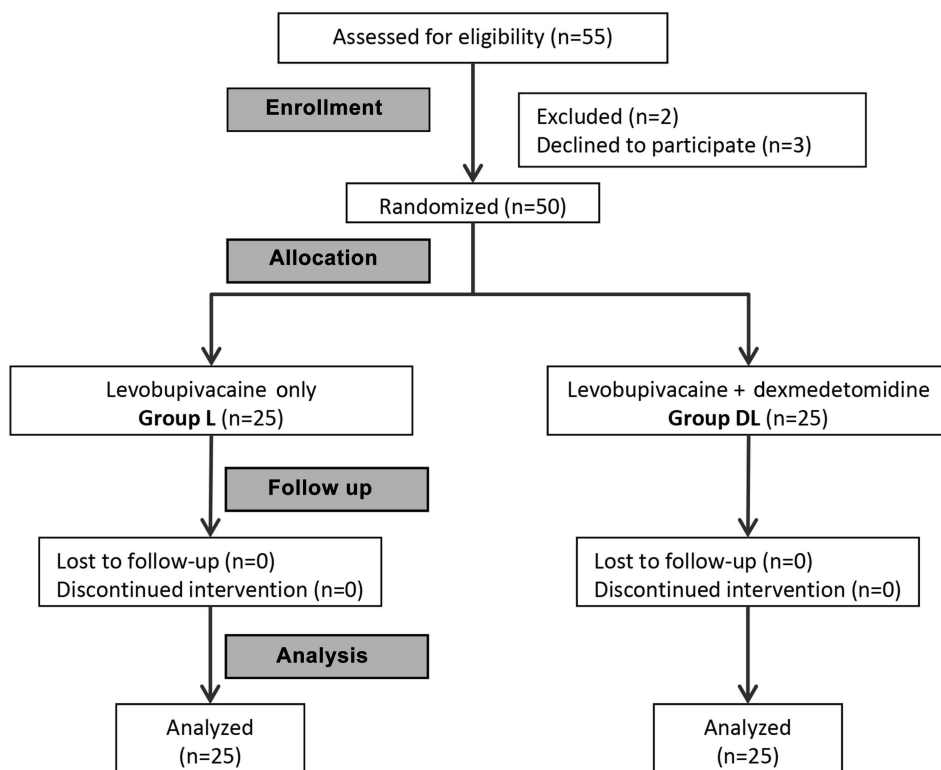 Assessed for eligibility (n=55)
Enrollment
Excluded (n=2)
Declined to participate (n=3)
Randomized (n=50)
Allocation
Levobupivacaine only
Group L (n=25)
Levobupivacaine + dexmedetomidine
Group DL (n=25)
Follow up
Lost to follow-up (n=0)
Discontinued intervention (n=0)
Lost to follow-up (n=0)
Discontinued intervention (n=0)
Analysis
Analyzed
(n=25)
Analyzed
(n=25)